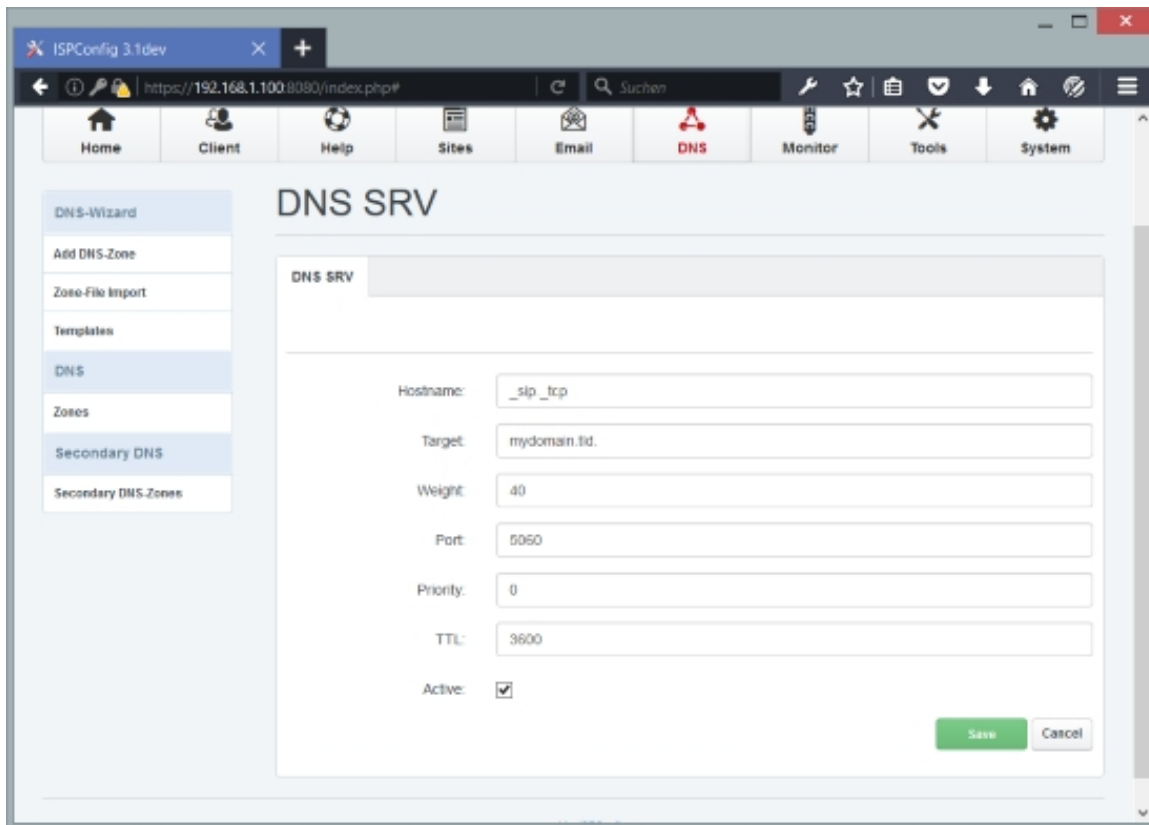 ISPConfig 3.1dev
https://192.168.1.100:8080/index.php#
Suchen
Home Client Help Sites Email DNS Monitor Tools System
DNS-Wizard
Add DNS-Zone
Zone-File Import
Templates
DNS
Zones
Secondary DNS
Secondary DNS-Zones
DNS SRV
DNS SRV
Hostname: _sip._tcp
Target: mydomain.tld.
Weight: 40
Port: 5060
Priority: 0
TTL: 3600
Active:
Save Cancel